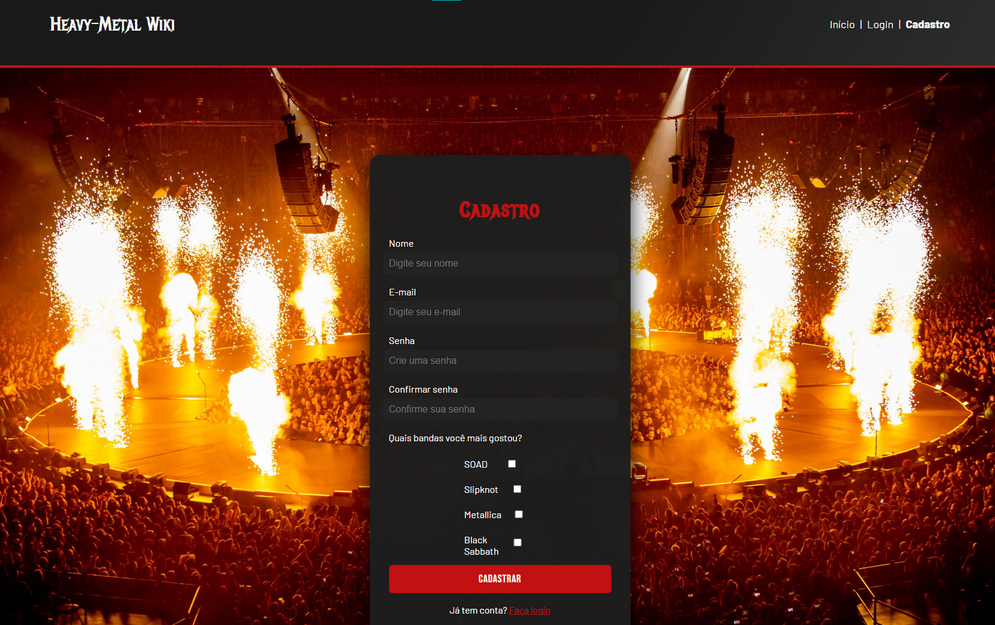 Heavy-Metal Wiki
Início | Login | Cadastro
Cadastro
Nome
Digite seu nome
E-mail
Digite seu e-mail
Senha
Crie uma senha
Confirmar senha
Confirme sua senha
Quais bandas você mais gostou?
SOAD
Slipknot
Metallica
Black
Sabbath
CADASTRAR
Já tem conta? Faça login